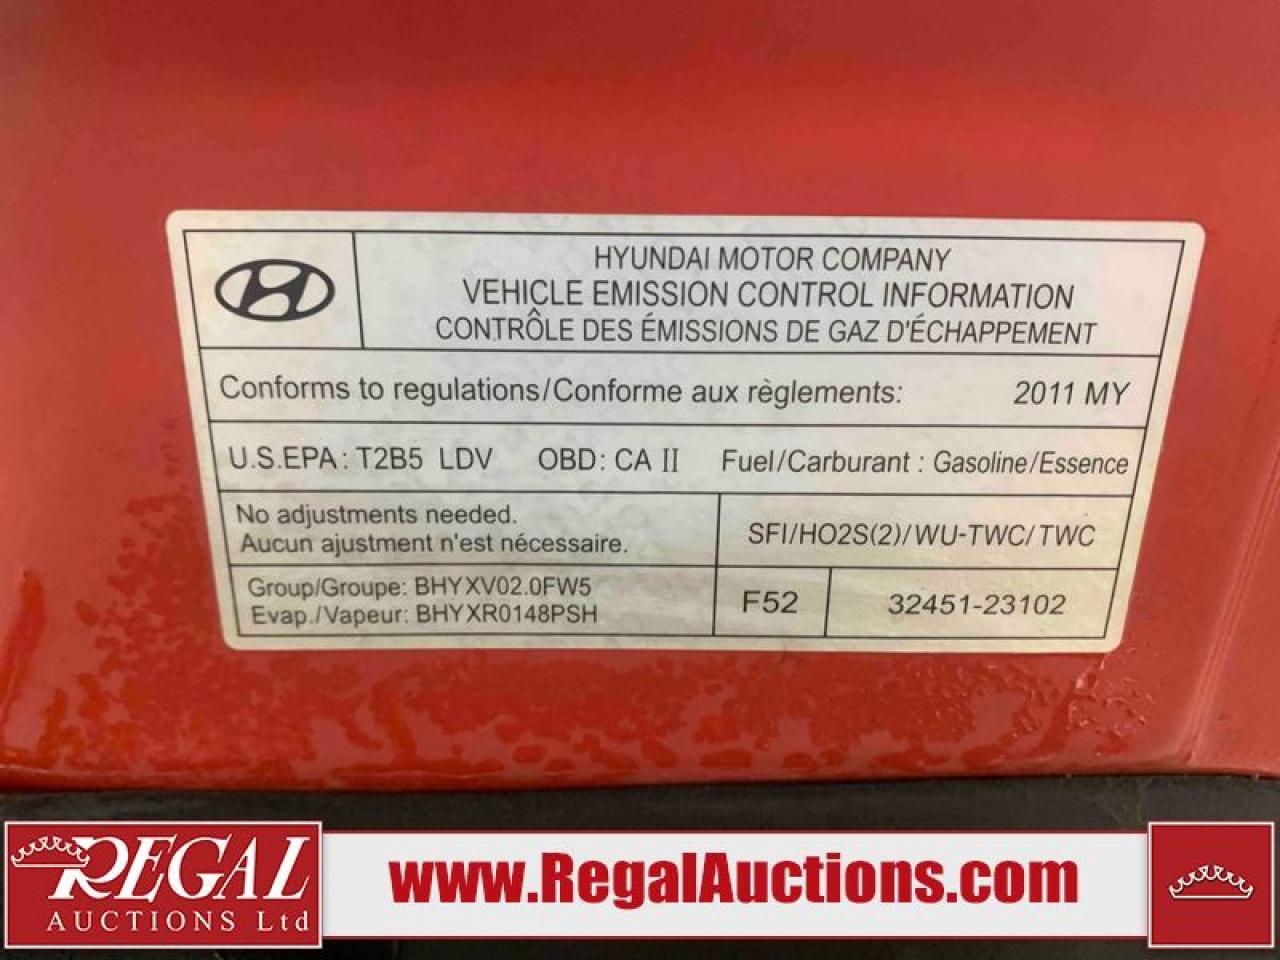 HYUNDAI MOTOR COMPANY
VEHICLE EMISSION CONTROL INFORMATION
CONTRÔLE DES ÉMISSIONS DE GAZ D'ÉCHAPPEMENT
Conforms to regulations/Conforme aux règlements: 2011 MY
U.S.EPA: T2B5 LDV OBD: CA II Fuel/Carburant : Gasoline/Essence
No adjustments needed.
Aucun ajustment n'est nécessaire.
SFI/HO2S(2)/WU-TWC/TWC
Group/Groupe: BHYXV02.0FW5
Evap./Vapeur: BHYXR0148PSH
F52
32451-23102
REGAL
AUCTIONS Ltd
www.RegalAuctions.com